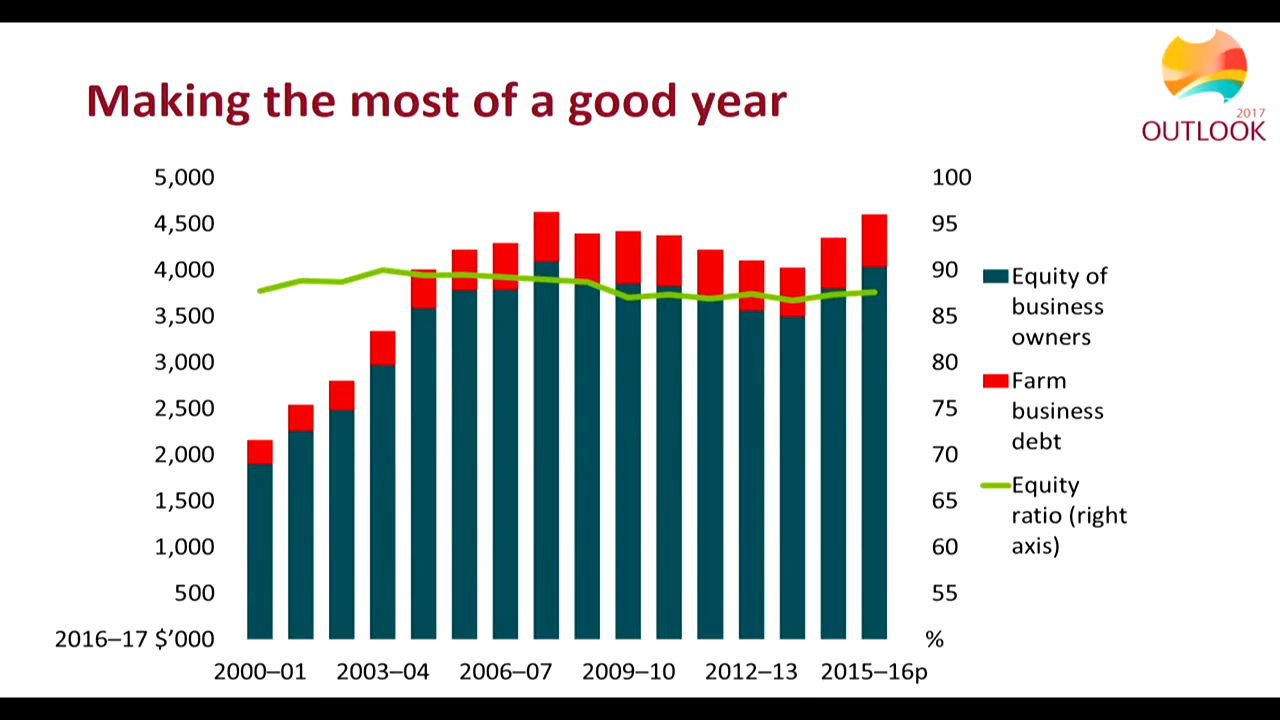 Making the most of a good year
2017
OUTLOOK
5,000
4,500
4,000
3,500
3,000
2,500
2,000
1,500
1,000
500
2016–17 $’000
100
95
90
85
80
75
70
65
60
55
%
2000–01
2003–04
2006–07
2009–10
2012–13
2015–16p
Equity of
business
owners
Farm
business
debt
Equity
ratio (right
axis)